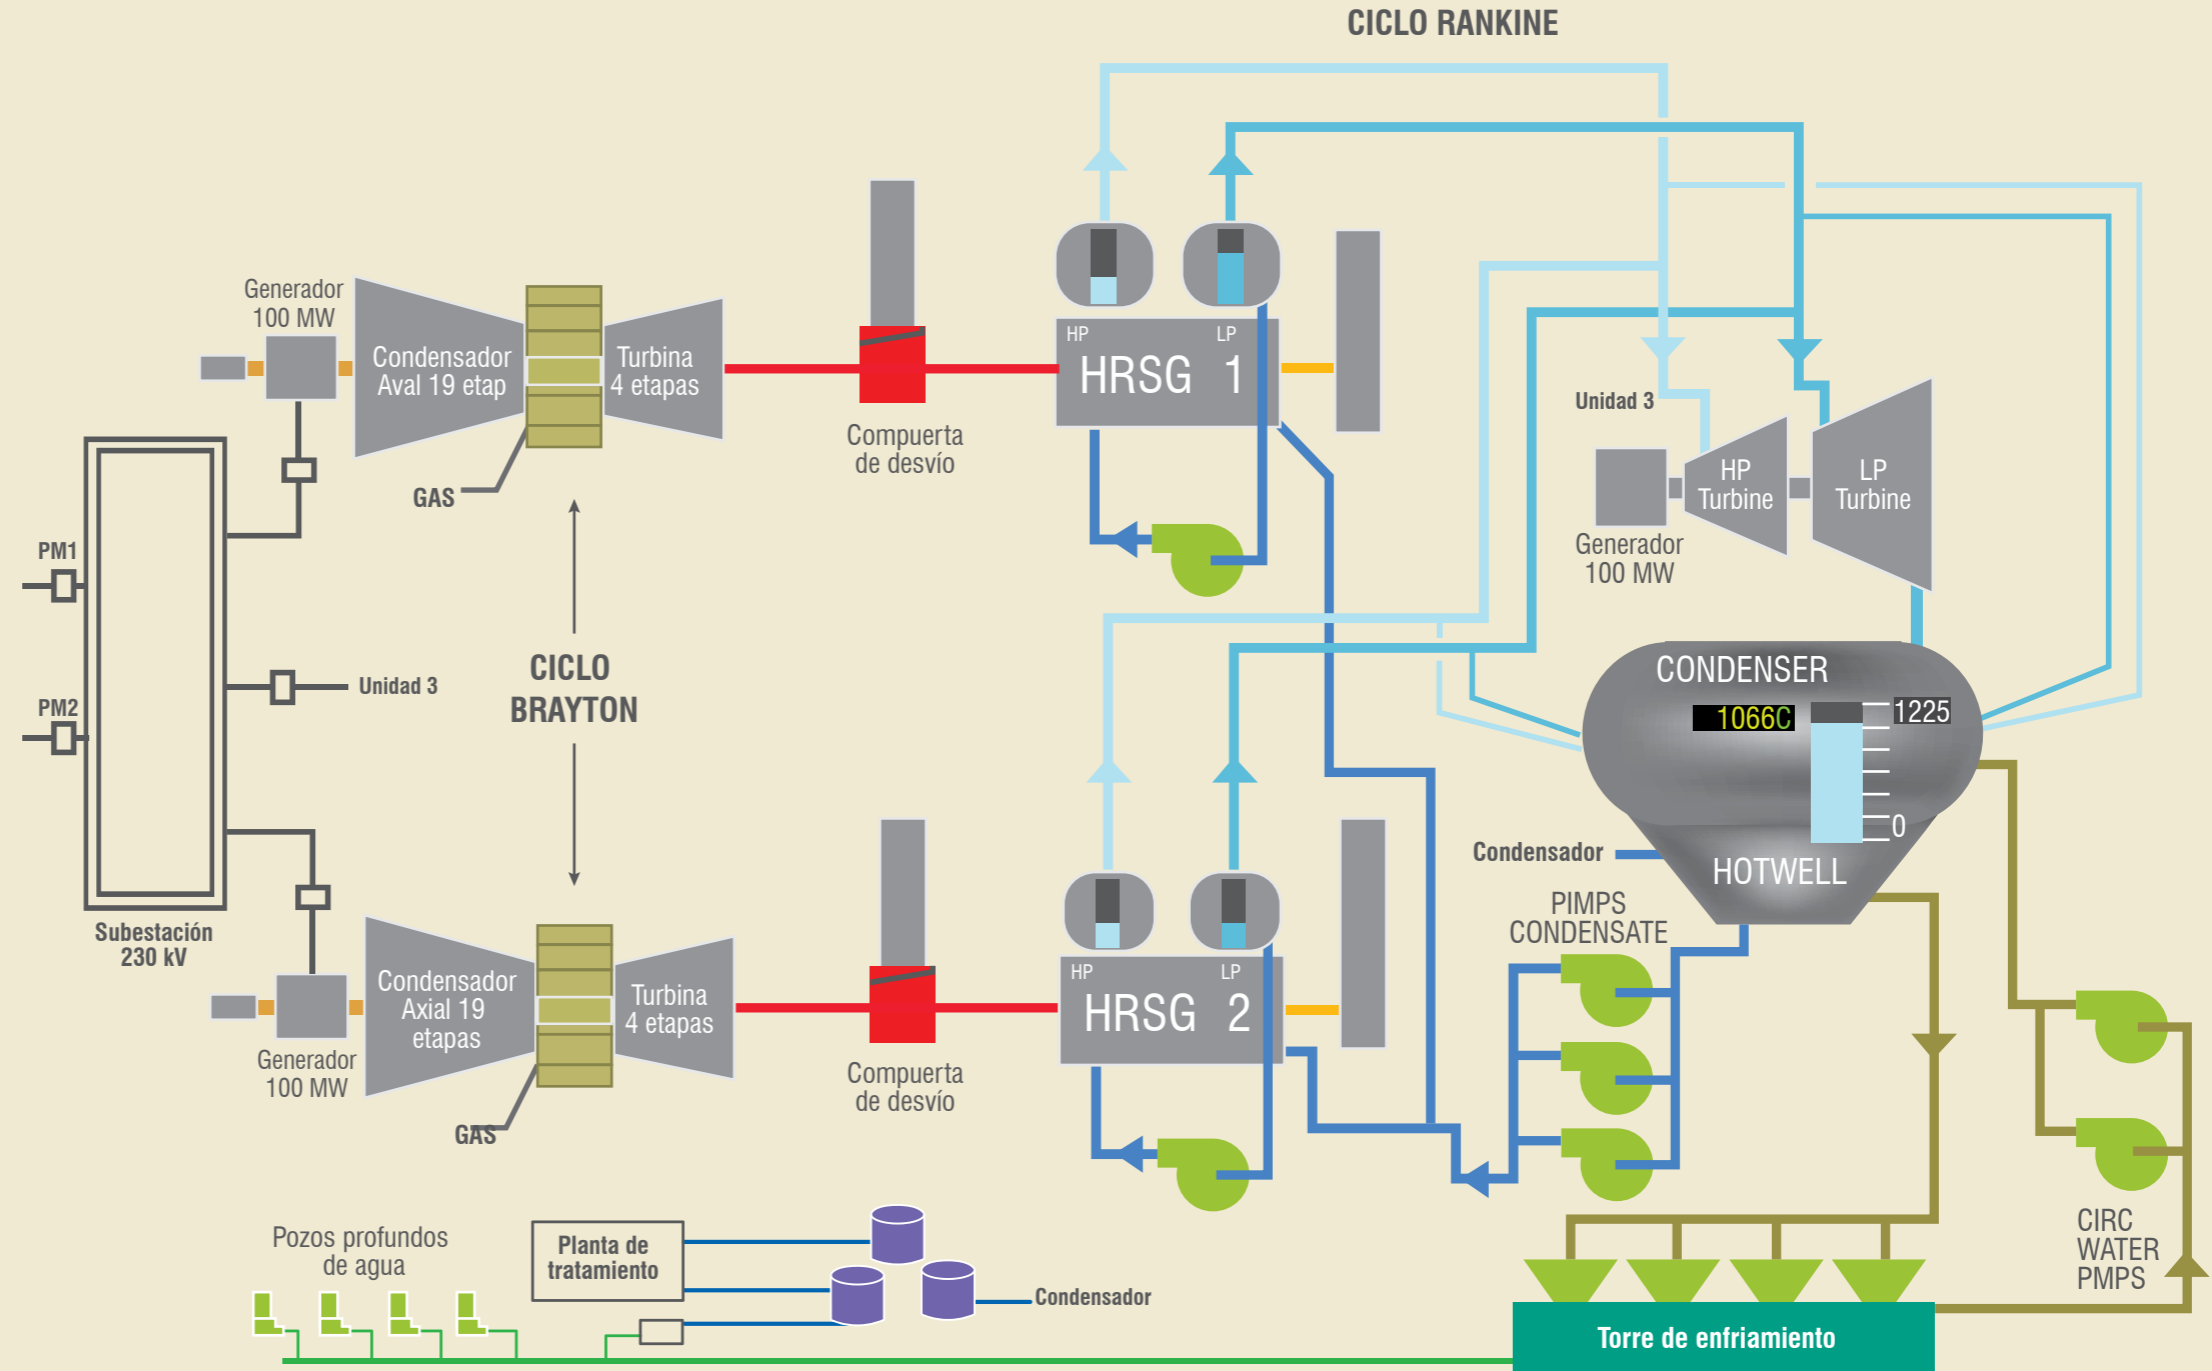 CICLO RANKINE
Generador
100 MW
Condensador
Aval 19 etap
Turbina
4 etapas
GAS
Compuerta
de desvío
HP
LP
HRSG 1
Unidad 3
HP
Turbine
LP
Turbine
Generador
100 MW
PM1
PM2
Unidad 3
Subestación
230 kV
CICLO
BRAYTON
CONDENSER
1066C
1225
0
HOTWELL
Condensador
PIMPS
CONDENSATE
Generador
100 MW
Condensador
Axial 19
etapas
Turbina
4 etapas
GAS
Compuerta
de desvío
HP
LP
HRSG 2
CIRC
WATER
PMPS
Pozos profundos
de agua
Planta de
tratamiento
Condensador
Torre de enfriamiento